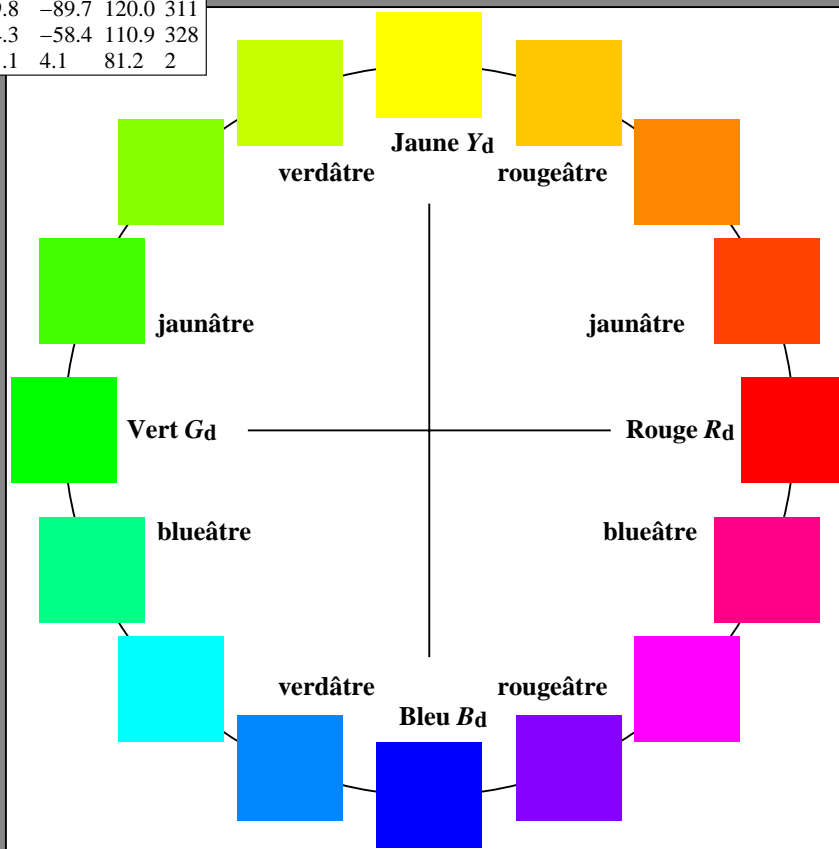 −89.7 120.0 311
−58.4 110.9 328
4.1 81.2 2
Jaune Yd
verdâtre rougeâtre
jaunâtre jaunâtre
Vert Gd Rouge Rd
blueâtre blueâtre
verdâtre rougeâtre
Bleu Bd